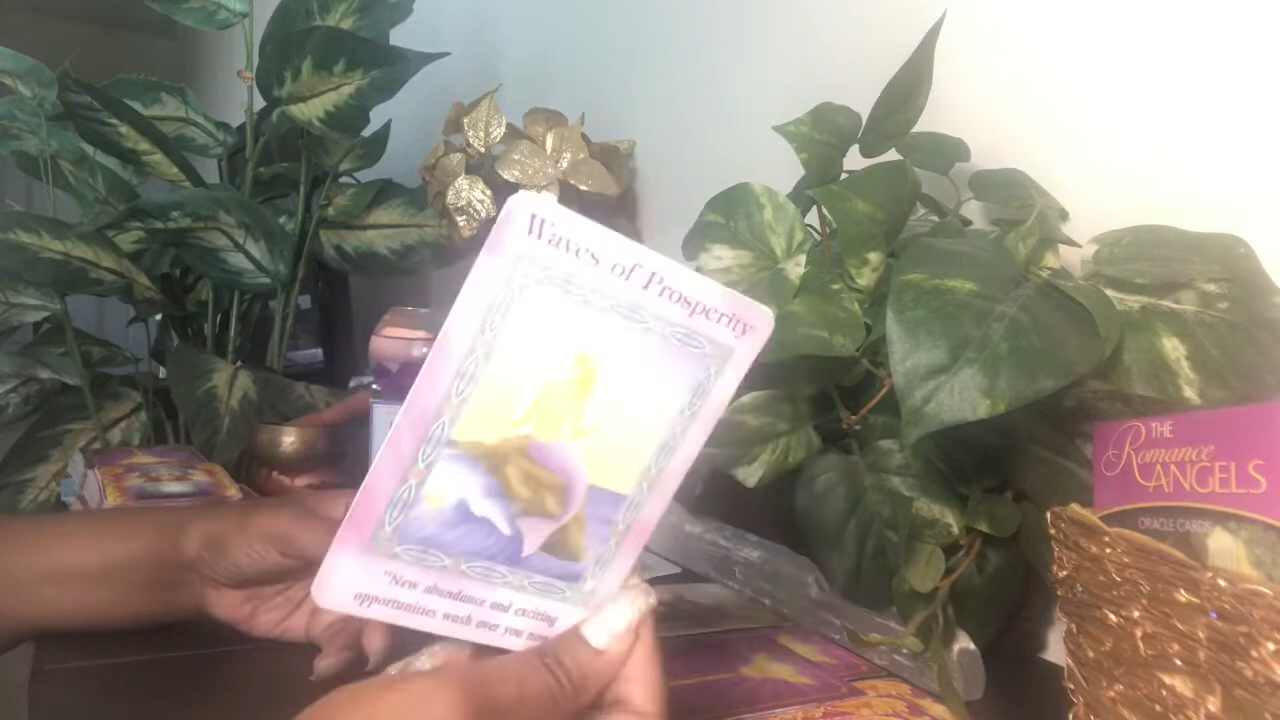 Waves of Prosperity
"New abundance and exciting
opportunities wash over you now
THE
Romance
ANGELS
ORACLE CARDS